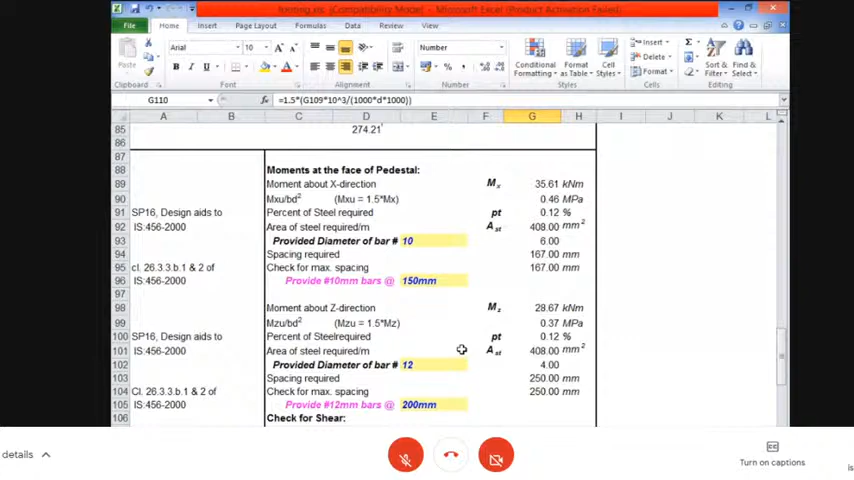 footing.xls [Compatibility Mode] (Product Activation Failed)
File Home Insert Page Layout Formulas Data Review View
Arial 10 Number Insert Σ
B I U Delete
Paste Conditional Format Cell Format Sort & Find &
Formatting as Table Styles Filter Select
Clipboard Font Alignment Number Styles Cells Editing
G110 fx =1.5*(G109*10^3/(1000*d*1000))
A B C D E F G H I J K L
85 274.21'
86
87
88 Moments at the face of Pedestal:
89 Moment about X-direction Mx 35.61 kNm
90 Mxu/bd² (Mxu = 1.5*Mx) 0.46 MPa
91 SP16, Design aids to Percent of Steel required pt 0.12 %
92 IS:456-2000 Area of steel required/m Ast 408.00 mm²
93 Provided Diameter of bar # 10 6.00
94 Spacing required 167.00 mm
95 cl. 26.3.3.b.1 & 2 of Check for max. spacing 167.00 mm
96 IS:456-2000 Provide #10mm bars @ 150mm
97
98 Moment about Z-direction Mz 28.67 kNm
99 Mzu/bd² (Mzu = 1.5*Mz) 0.37 MPa
100 SP16, Design aids to Percent of Steelrequired pt 0.12 %
101 IS:456-2000 Area of steel required/m Ast 408.00 mm²
102 Provided Diameter of bar # 12 4.00
103 Spacing required 250.00 mm
104 Cl. 26.3.3.b.1 & 2 of Check for max. spacing 250.00 mm
105 IS:456-2000 Provide #12mm bars @ 200mm
106 Check for Shear:
details
Turn on captions
is